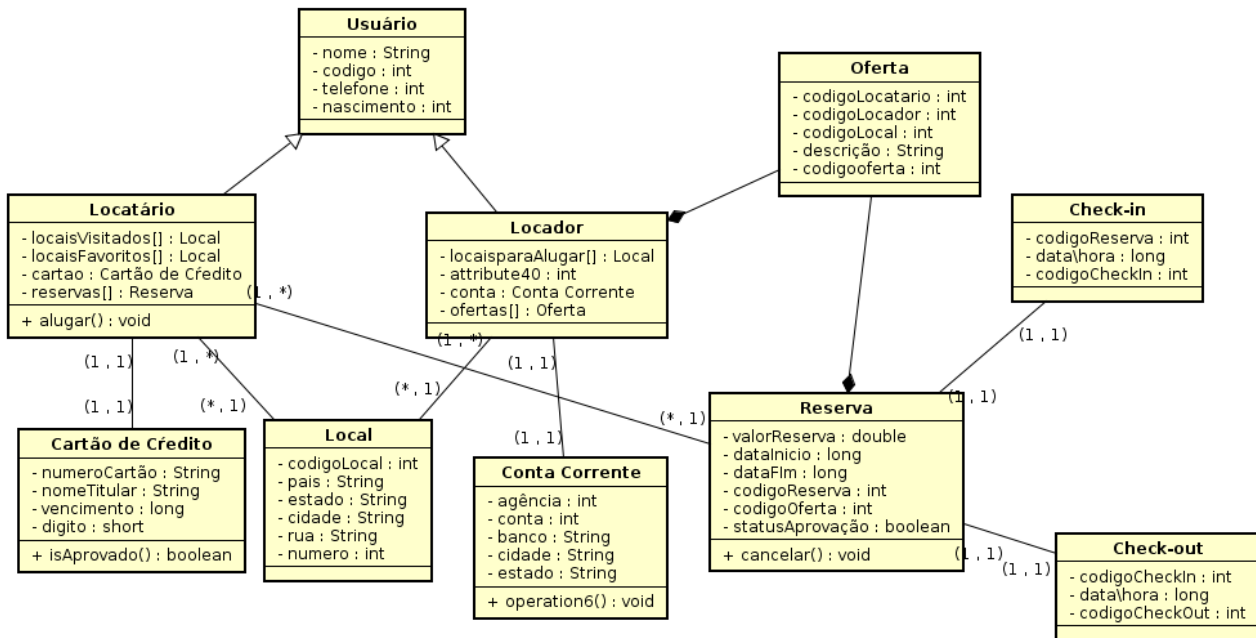 Usuário
- nome : String
- codigo : int
- telefone : int
- nascimento : int
Oferta
- codigoLocatario : int
- codigoLocador : int
- codigoLocal : int
- descrição : String
- codigooferta : int
Locatário
- locaisVisitados[] : Local
- locaisFavoritos[] : Local
- cartao : Cartão de Cŕedito
- reservas[] : Reserva
+ alugar() : void
Locador
- locaisparaAlugar[] : Local
- attribute40 : int
- conta : Conta Corrente
- ofertas[] : Oferta
Check-in
- codigoReserva : int
- data\hora : long
- codigoCheckIn : int
(1 , *)
(1 , 1)
(1 , *)
(1 , *)
(1 , 1)
(1 , 1)
(1 , 1)
(1 , 1)
(*, 1)
(*, 1)
(*, 1)
(1 , 1)
Cartão de Cŕedito
- numeroCartão : String
- nomeTitular : String
- vencimento : long
- digito : short
+ isAprovado() : boolean
Local
- codigoLocal : int
- pais : String
- estado : String
- cidade : String
- rua : String
- numero : int
Conta Corrente
- agência : int
- conta : int
- banco : String
- cidade : String
- estado : String
+ operation6() : void
Reserva
- valorReserva : double
- dataInicio : long
- dataFIm : long
- codigoReserva : int
- codigoOferta : int
- statusAprovação : boolean
+ cancelar() : void
(1 , 1)
(1 , 1)
Check-out
- codigoCheckIn : int
- data\hora : long
- codigoCheckOut : int